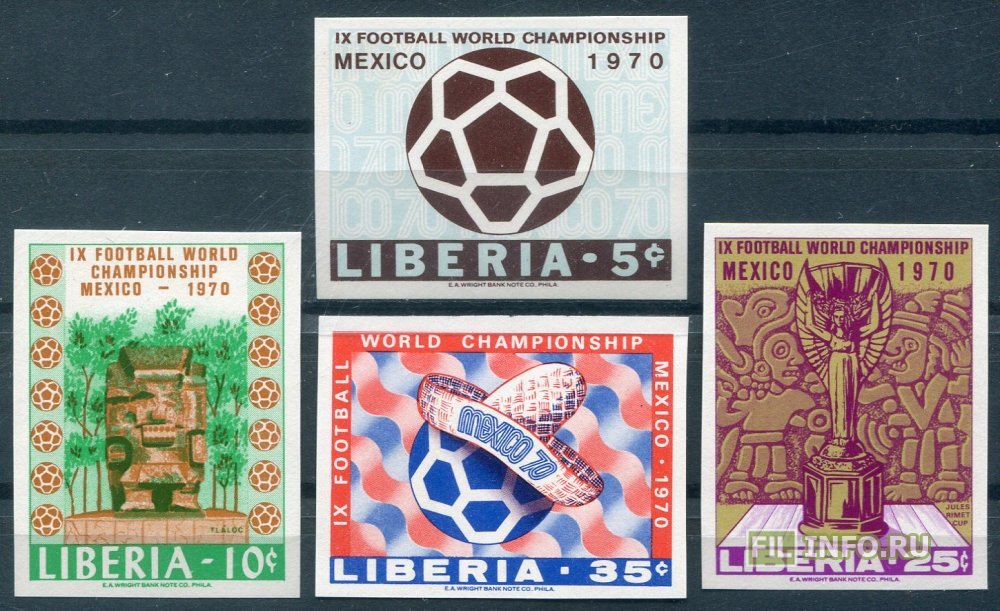 IX FOOTBALL WORLD CHAMPIONSHIP
MEXICO 1970
LIBERIA · 5¢
E.A. WRIGHT BANK NOTE CO., PHILA.
IX FOOTBALL WORLD
CHAMPIONSHIP
MEXICO - 1970
TLÁLOC
LIBERIA - 10¢
E.A. WRIGHT BANK NOTE CO., PHILA.
IX FOOTBALL
WORLD CHAMPIONSHIP
MEXICO · 1970
MEXICO 70
LIBERIA · 35¢
E.A. WRIGHT BANK NOTE CO., PHILA.
IX FOOTBALL WORLD CHAMPIONSHIP
MEXICO 1970
JULES
RIMET
CUP
LIBERIA · 25¢
E.A. WRIGHT BANK NOTE CO., PHILA.
FILINFO.RU